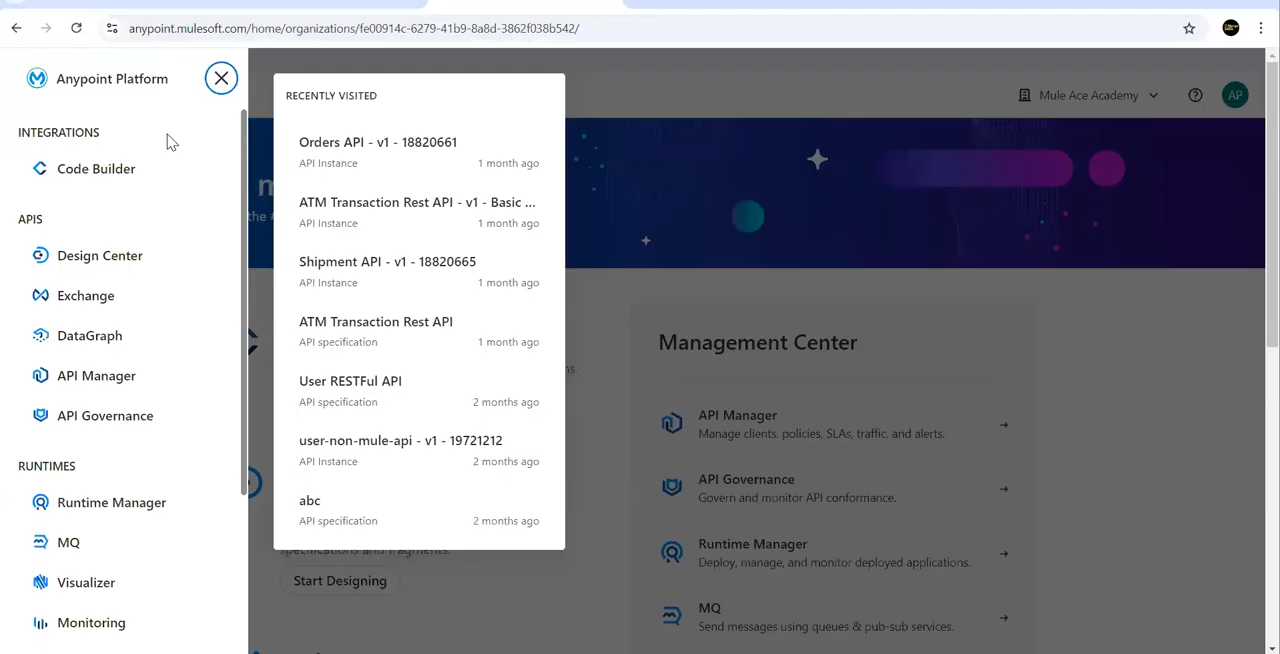 anypoint.mulesoft.com/home/organizations/fe00914c-6279-41b9-8a8d-3862f038b542/
Anypoint Platform
INTEGRATIONS
Code Builder
APIS
Design Center
Exchange
DataGraph
API Manager
API Governance
RUNTIMES
Runtime Manager
MQ
Visualizer
Monitoring
RECENTLY VISITED
Orders API - v1 - 18820661
API Instance 1 month ago
ATM Transaction Rest API - v1 - Basic ...
API Instance 1 month ago
Shipment API - v1 - 18820665
API Instance 1 month ago
ATM Transaction Rest API
API specification 1 month ago
User RESTFul API
API specification 2 months ago
user-non-mule-api - v1 - 19721212
API Instance 2 months ago
abc
API specification 2 months ago
specifications and fragments.
Start Designing
Mule Ace Academy
AP
the
Management Center
API Manager
Manage clients, policies, SLAs, traffic, and alerts.
API Governance
Govern and monitor API conformance.
Runtime Manager
Deploy, manage, and monitor deployed applications.
MQ
Send messages using queues & pub-sub services.